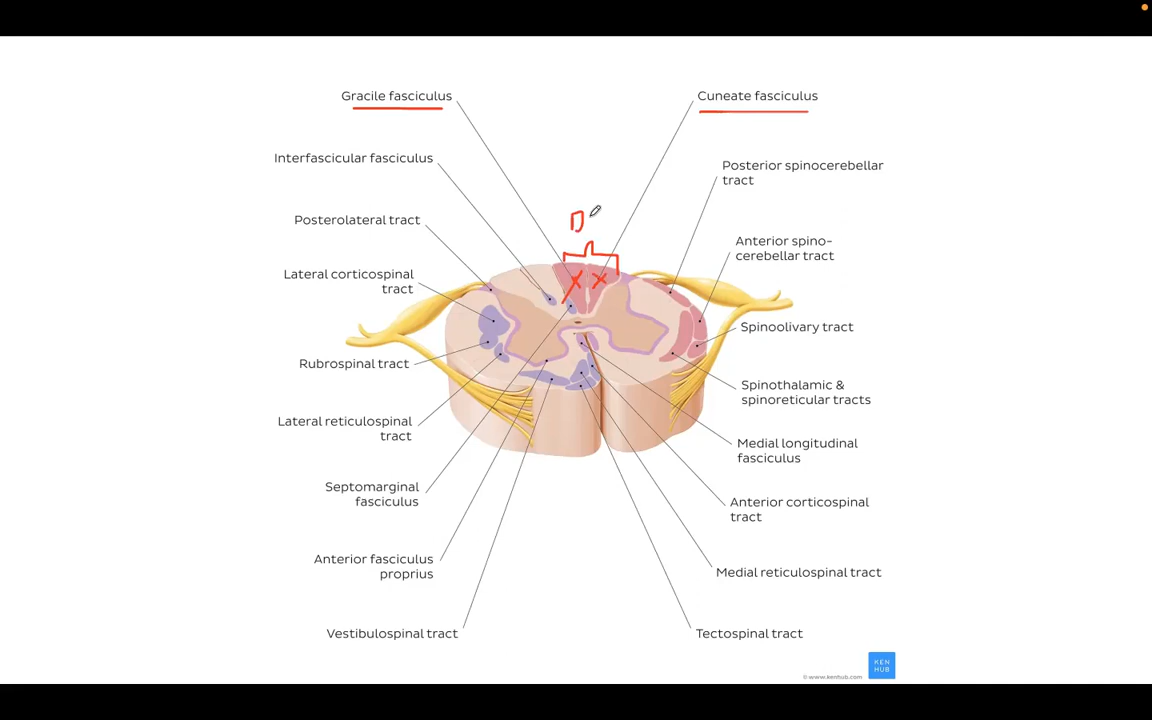 Gracile fasciculus
Cuneate fasciculus
Interfascicular fasciculus
Posterior spinocerebellar
tract
Posterolateral tract
Anterior spino-
cerebellar tract
Lateral corticospinal
tract
Spinoolivary tract
Rubrospinal tract
Spinothalamic &
spinoreticular tracts
Lateral reticulospinal
tract
Medial longitudinal
fasciculus
Septomarginal
fasciculus
Anterior corticospinal
tract
Anterior fasciculus
proprius
Medial reticulospinal tract
Vestibulospinal tract
Tectospinal tract
KEN
HUB
© www.kenhub.com
D